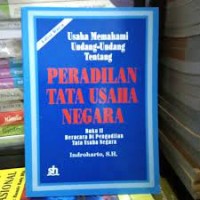 Usaha Memahami
Undang-Undang
Tentang
PERADILAN
TATA USAHA
NEGARA
Buku II
Beracara Di Pengadilan
Tata Usaha Negara
Indroharto, S.H.